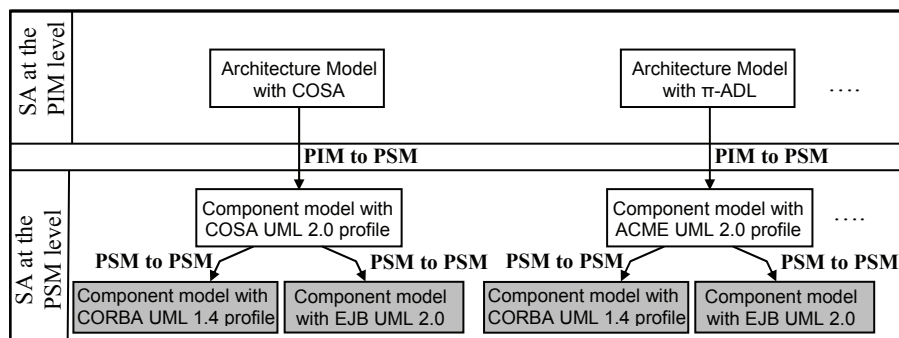 SA at the
PIM level
Architecture Model
with COSA
Architecture Model
with π-ADL
....
PIM to PSM
PIM to PSM
SA at the
PSM level
Component model with
COSA UML 2.0 profile
Component model with
ACME UML 2.0 profile
....
PSM to PSM
PSM to PSM
PSM to PSM
PSM to PSM
Component model with
CORBA UML 1.4 profile
Component model
with EJB UML 2.0
Component model with
CORBA UML 1.4 profile
Component model
with EJB UML 2.0